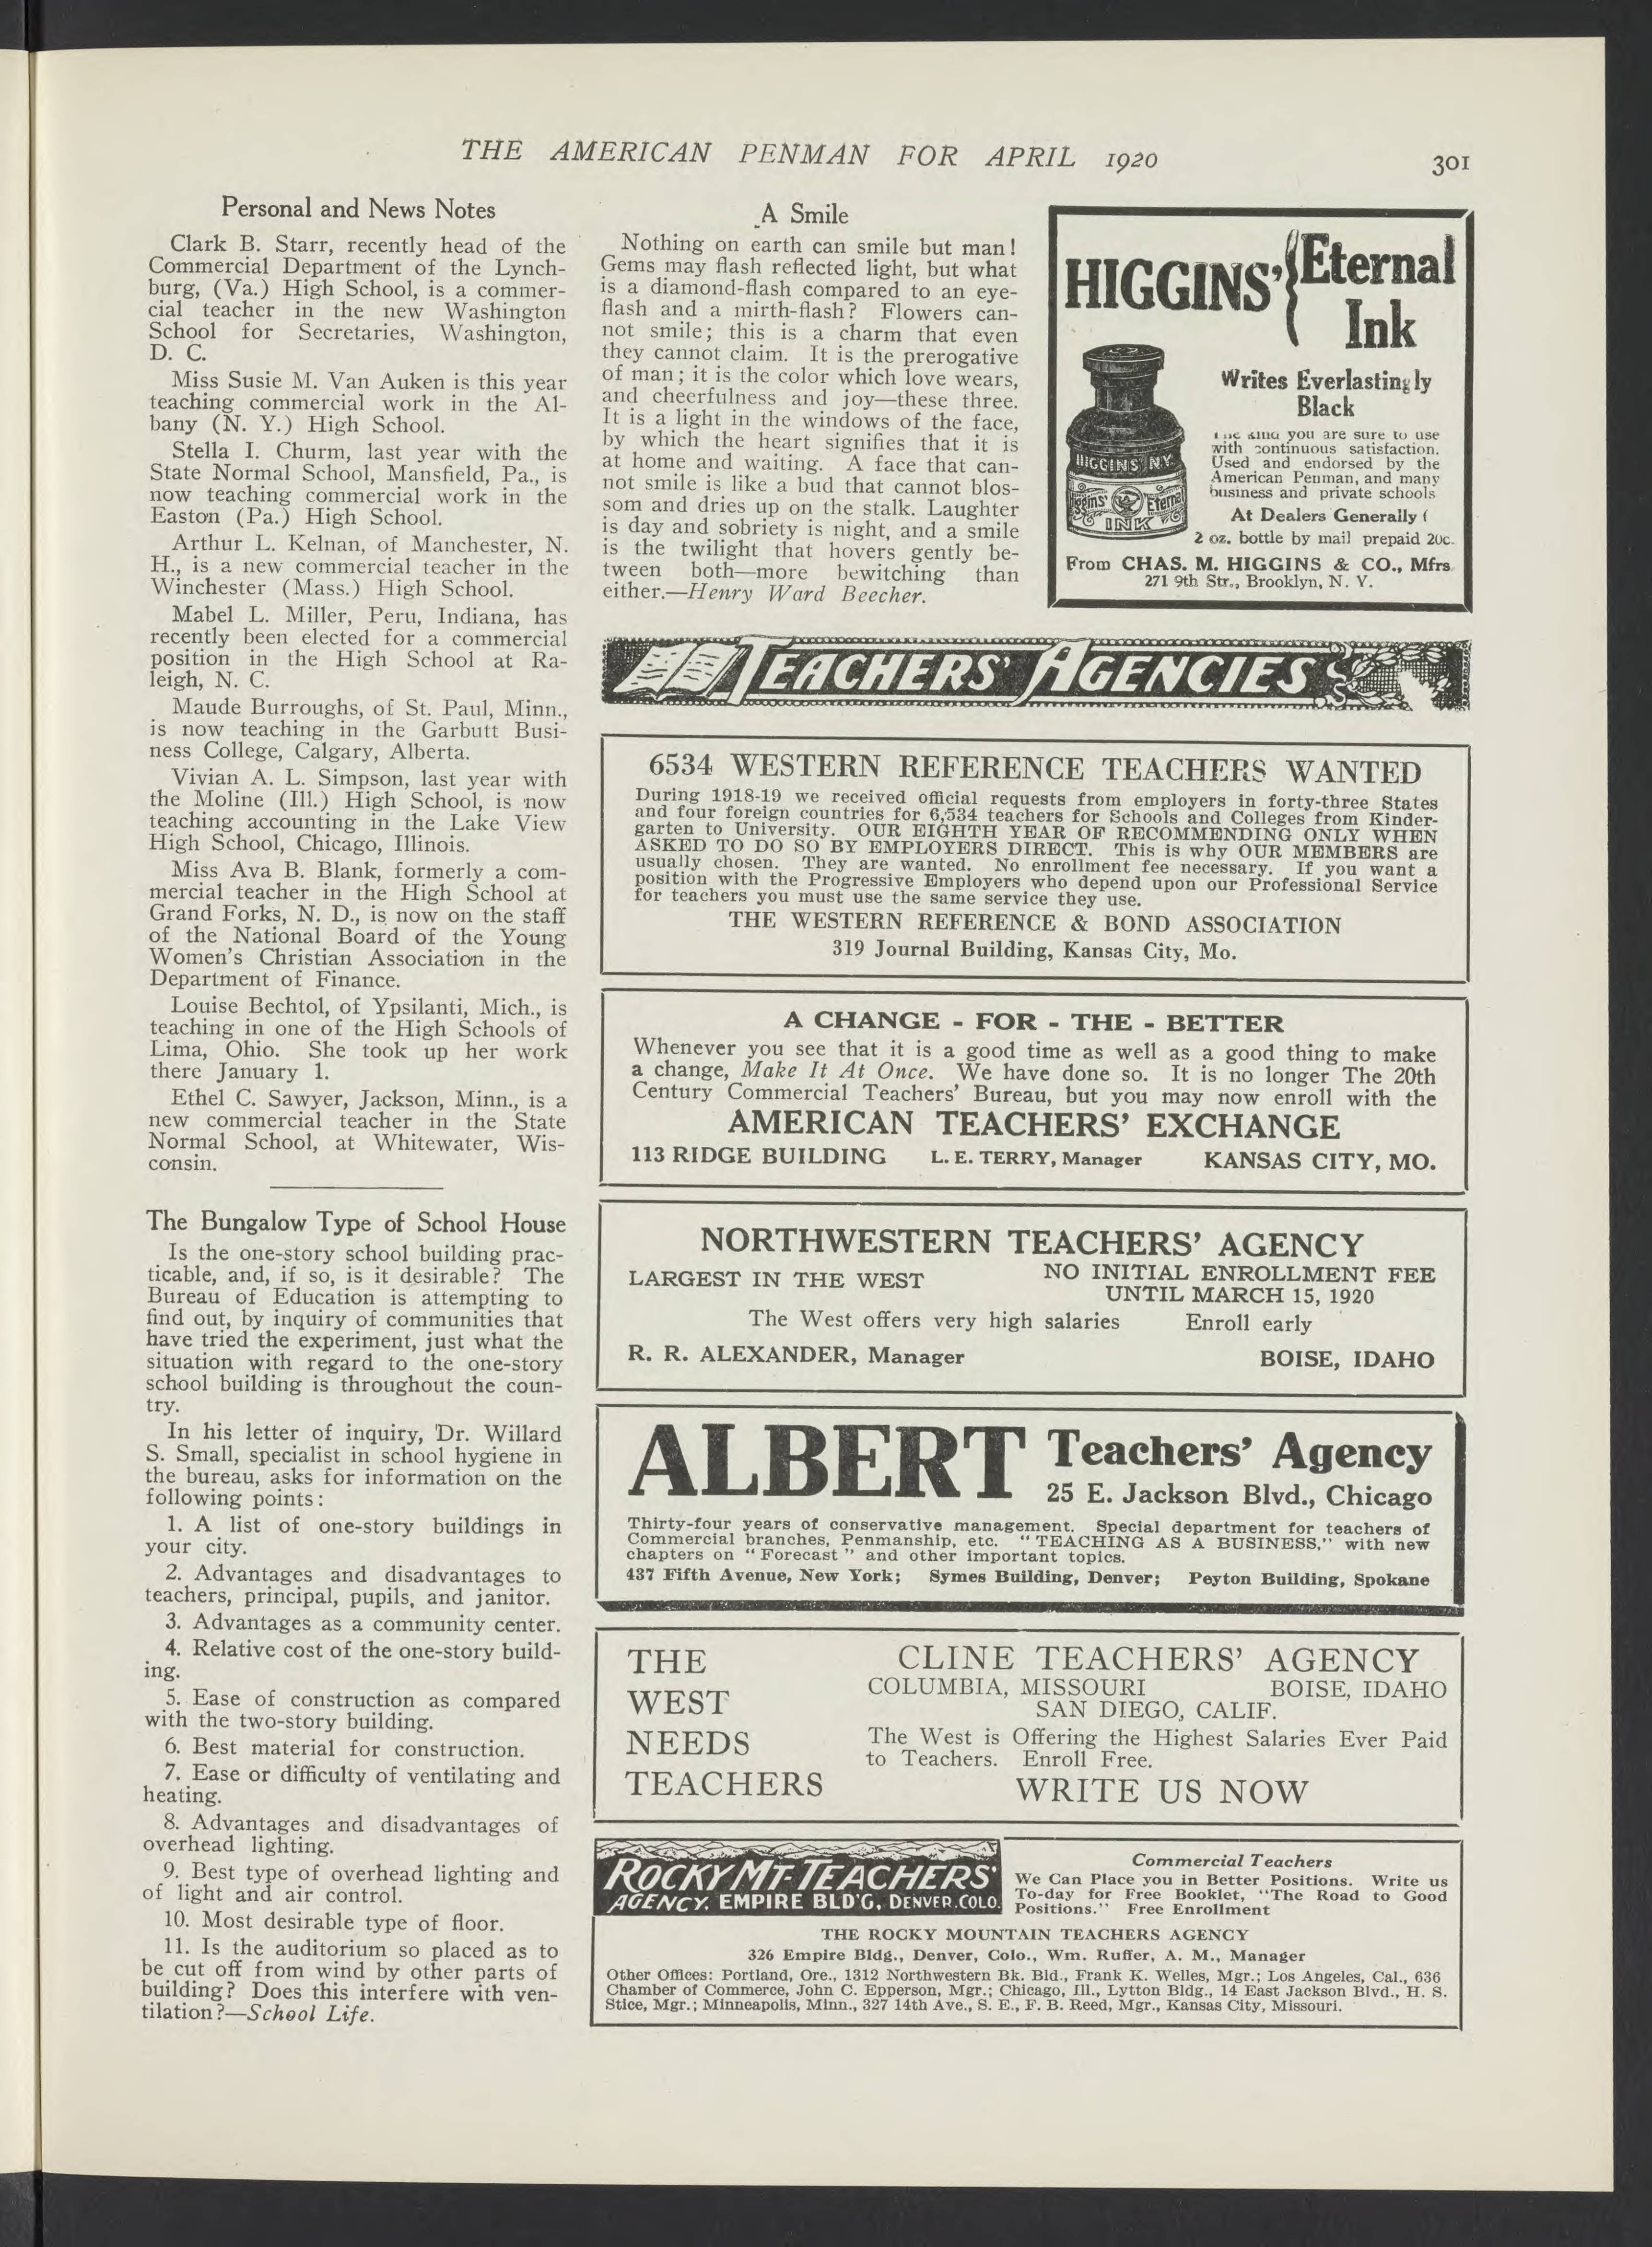 THE AMERICAN PENMAN FOR APRIL 1920
301
Personal and News Notes
Clark B. Starr, recently head of the
Commercial Department of the Lynch-
burg, (Va.) High School, is a commer-
cial teacher in the new Washington
School for Secretaries, Washington,
D. C.
Miss Susie M. Van Auken is this year
teaching commercial work in the Al-
bany (N. Y.) High School.
Stella I. Churm, last year with the
State Normal School, Mansfield, Pa., is
now teaching commercial work in the
Easton (Pa.) High School.
Arthur L. Kelnan, of Manchester, N.
H., is a new commercial teacher in the
Winchester (Mass.) High School.
Mabel L. Miller, Peru, Indiana, has
recently been elected for a commercial
position in the High School at Ra-
leigh, N. C.
Maude Burroughs, of St. Paul, Minn.,
is now teaching in the Garbutt Busi-
ness College, Calgary, Alberta.
Vivian A. L. Simpson, last year with
the Moline (Ill.) High School, is now
teaching accounting in the Lake View
High School, Chicago, Illinois.
Miss Ava B. Blank, formerly a com-
mercial teacher in the High School at
Grand Forks, N. D., is now on the staff
of the National Board of the Young
Women's Christian Association in the
Department of Finance.
Louise Bechtol, of Ypsilanti, Mich., is
teaching in one of the High Schools of
Lima, Ohio. She took up her work
there January 1.
Ethel C. Sawyer, Jackson, Minn., is a
new commercial teacher in the State
Normal School, at Whitewater, Wis-
consin.
The Bungalow Type of School House
Is the one-story school building prac-
ticable, and, if so, is it desirable? The
Bureau of Education is attempting to
find out, by inquiry of communities that
have tried the experiment, just what the
situation with regard to the one-story
school building is throughout the coun-
try.
In his letter of inquiry, Dr. Willard
S. Small, specialist in school hygiene in
the bureau, asks for information on the
following points:
1. A list of one-story buildings in
your city.
2. Advantages and disadvantages to
teachers, principal, pupils, and janitor.
3. Advantages as a community center.
4. Relative cost of the one-story build-
ing.
5. Ease of construction as compared
with the two-story building.
6. Best material for construction.
7. Ease or difficulty of ventilating and
heating.
8. Advantages and disadvantages of
overhead lighting.
9. Best type of overhead lighting and
of light and air control.
10. Most desirable type of floor.
11. Is the auditorium so placed as to
be cut off from wind by other parts of
building? Does this interfere with ven-
tilation?—School Life.
A Smile
Nothing on earth can smile but man!
Gems may flash reflected light, but what
is a diamond-flash compared to an eye-
flash and a mirth-flash? Flowers can-
not smile; this is a charm that even
they cannot claim. It is the prerogative
of man; it is the color which love wears,
and cheerfulness and joy—these three.
It is a light in the windows of the face,
by which the heart signifies that it is
at home and waiting. A face that can-
not smile is like a bud that cannot blos-
som and dries up on the stalk. Laughter
is day and sobriety is night, and a smile
is the twilight that hovers gently be-
tween both—more bewitching than
either.—Henry Ward Beecher.
HIGGINS' Eternal
Ink
Writes Everlastingly
Black
you are sure to use
with continuous satisfaction.
Used and endorsed by the
American Penman, and many
business and private schools
At Dealers Generally
2 oz. bottle by mail prepaid 20c.
HIGGINS' N.Y.
Higgins' Eternal
INK
From CHAS. M. HIGGINS & CO., Mfrs.
271 9th Str., Brooklyn, N. Y.
TEACHERS' AGENCIES
6534 WESTERN REFERENCE TEACHERS WANTED
During 1918-19 we received official requests from employers in forty-three States
and four foreign countries for 6,534 teachers for Schools and Colleges from Kinder-
garten to University. OUR EIGHTH YEAR OF RECOMMENDING ONLY WHEN
ASKED TO DO SO BY EMPLOYERS DIRECT. This is why OUR MEMBERS are
usually chosen. They are wanted. No enrollment fee necessary. If you want a
position with the Progressive Employers who depend upon our Professional Service
for teachers you must use the same service they use.
THE WESTERN REFERENCE & BOND ASSOCIATION
319 Journal Building, Kansas City, Mo.
A CHANGE - FOR - THE - BETTER
Whenever you see that it is a good time as well as a good thing to make
a change, Make It At Once. We have done so. It is no longer The 20th
Century Commercial Teachers' Bureau, but you may now enroll with the
AMERICAN TEACHERS' EXCHANGE
113 RIDGE BUILDING L. E. TERRY, Manager KANSAS CITY, MO.
NORTHWESTERN TEACHERS' AGENCY
LARGEST IN THE WEST
NO INITIAL ENROLLMENT FEE
UNTIL MARCH 15, 1920
The West offers very high salaries Enroll early
R. R. ALEXANDER, Manager BOISE, IDAHO
ALBERT Teachers' Agency
25 E. Jackson Blvd., Chicago
Thirty-four years of conservative management. Special department for teachers of
Commercial branches, Penmanship, etc. "TEACHING AS A BUSINESS," with new
chapters on "Forecast" and other important topics.
437 Fifth Avenue, New York; Symes Building, Denver; Peyton Building, Spokane
THE
WEST
NEEDS
TEACHERS
CLINE TEACHERS' AGENCY
COLUMBIA, MISSOURI BOISE, IDAHO
SAN DIEGO, CALIF.
The West is Offering the Highest Salaries Ever Paid
to Teachers. Enroll Free.
WRITE US NOW
ROCKY MT. TEACHERS'
AGENCY. EMPIRE BLD'G, DENVER.COLO.
Commercial Teachers
We Can Place you in Better Positions. Write us
To-day for Free Booklet, "The Road to Good
Positions." Free Enrollment
THE ROCKY MOUNTAIN TEACHERS AGENCY
326 Empire Bldg., Denver, Colo., Wm. Ruffer, A. M., Manager
Other Offices: Portland, Ore., 1312 Northwestern Bk. Bld., Frank K. Welles, Mgr.; Los Angeles, Cal., 636
Chamber of Commerce, John C. Epperson, Mgr.; Chicago, Ill., Lytton Bldg., 14 East Jackson Blvd., H. S.
Stice, Mgr.; Minneapolis, Minn., 327 14th Ave., S. E., F. B. Reed, Mgr., Kansas City, Missouri.